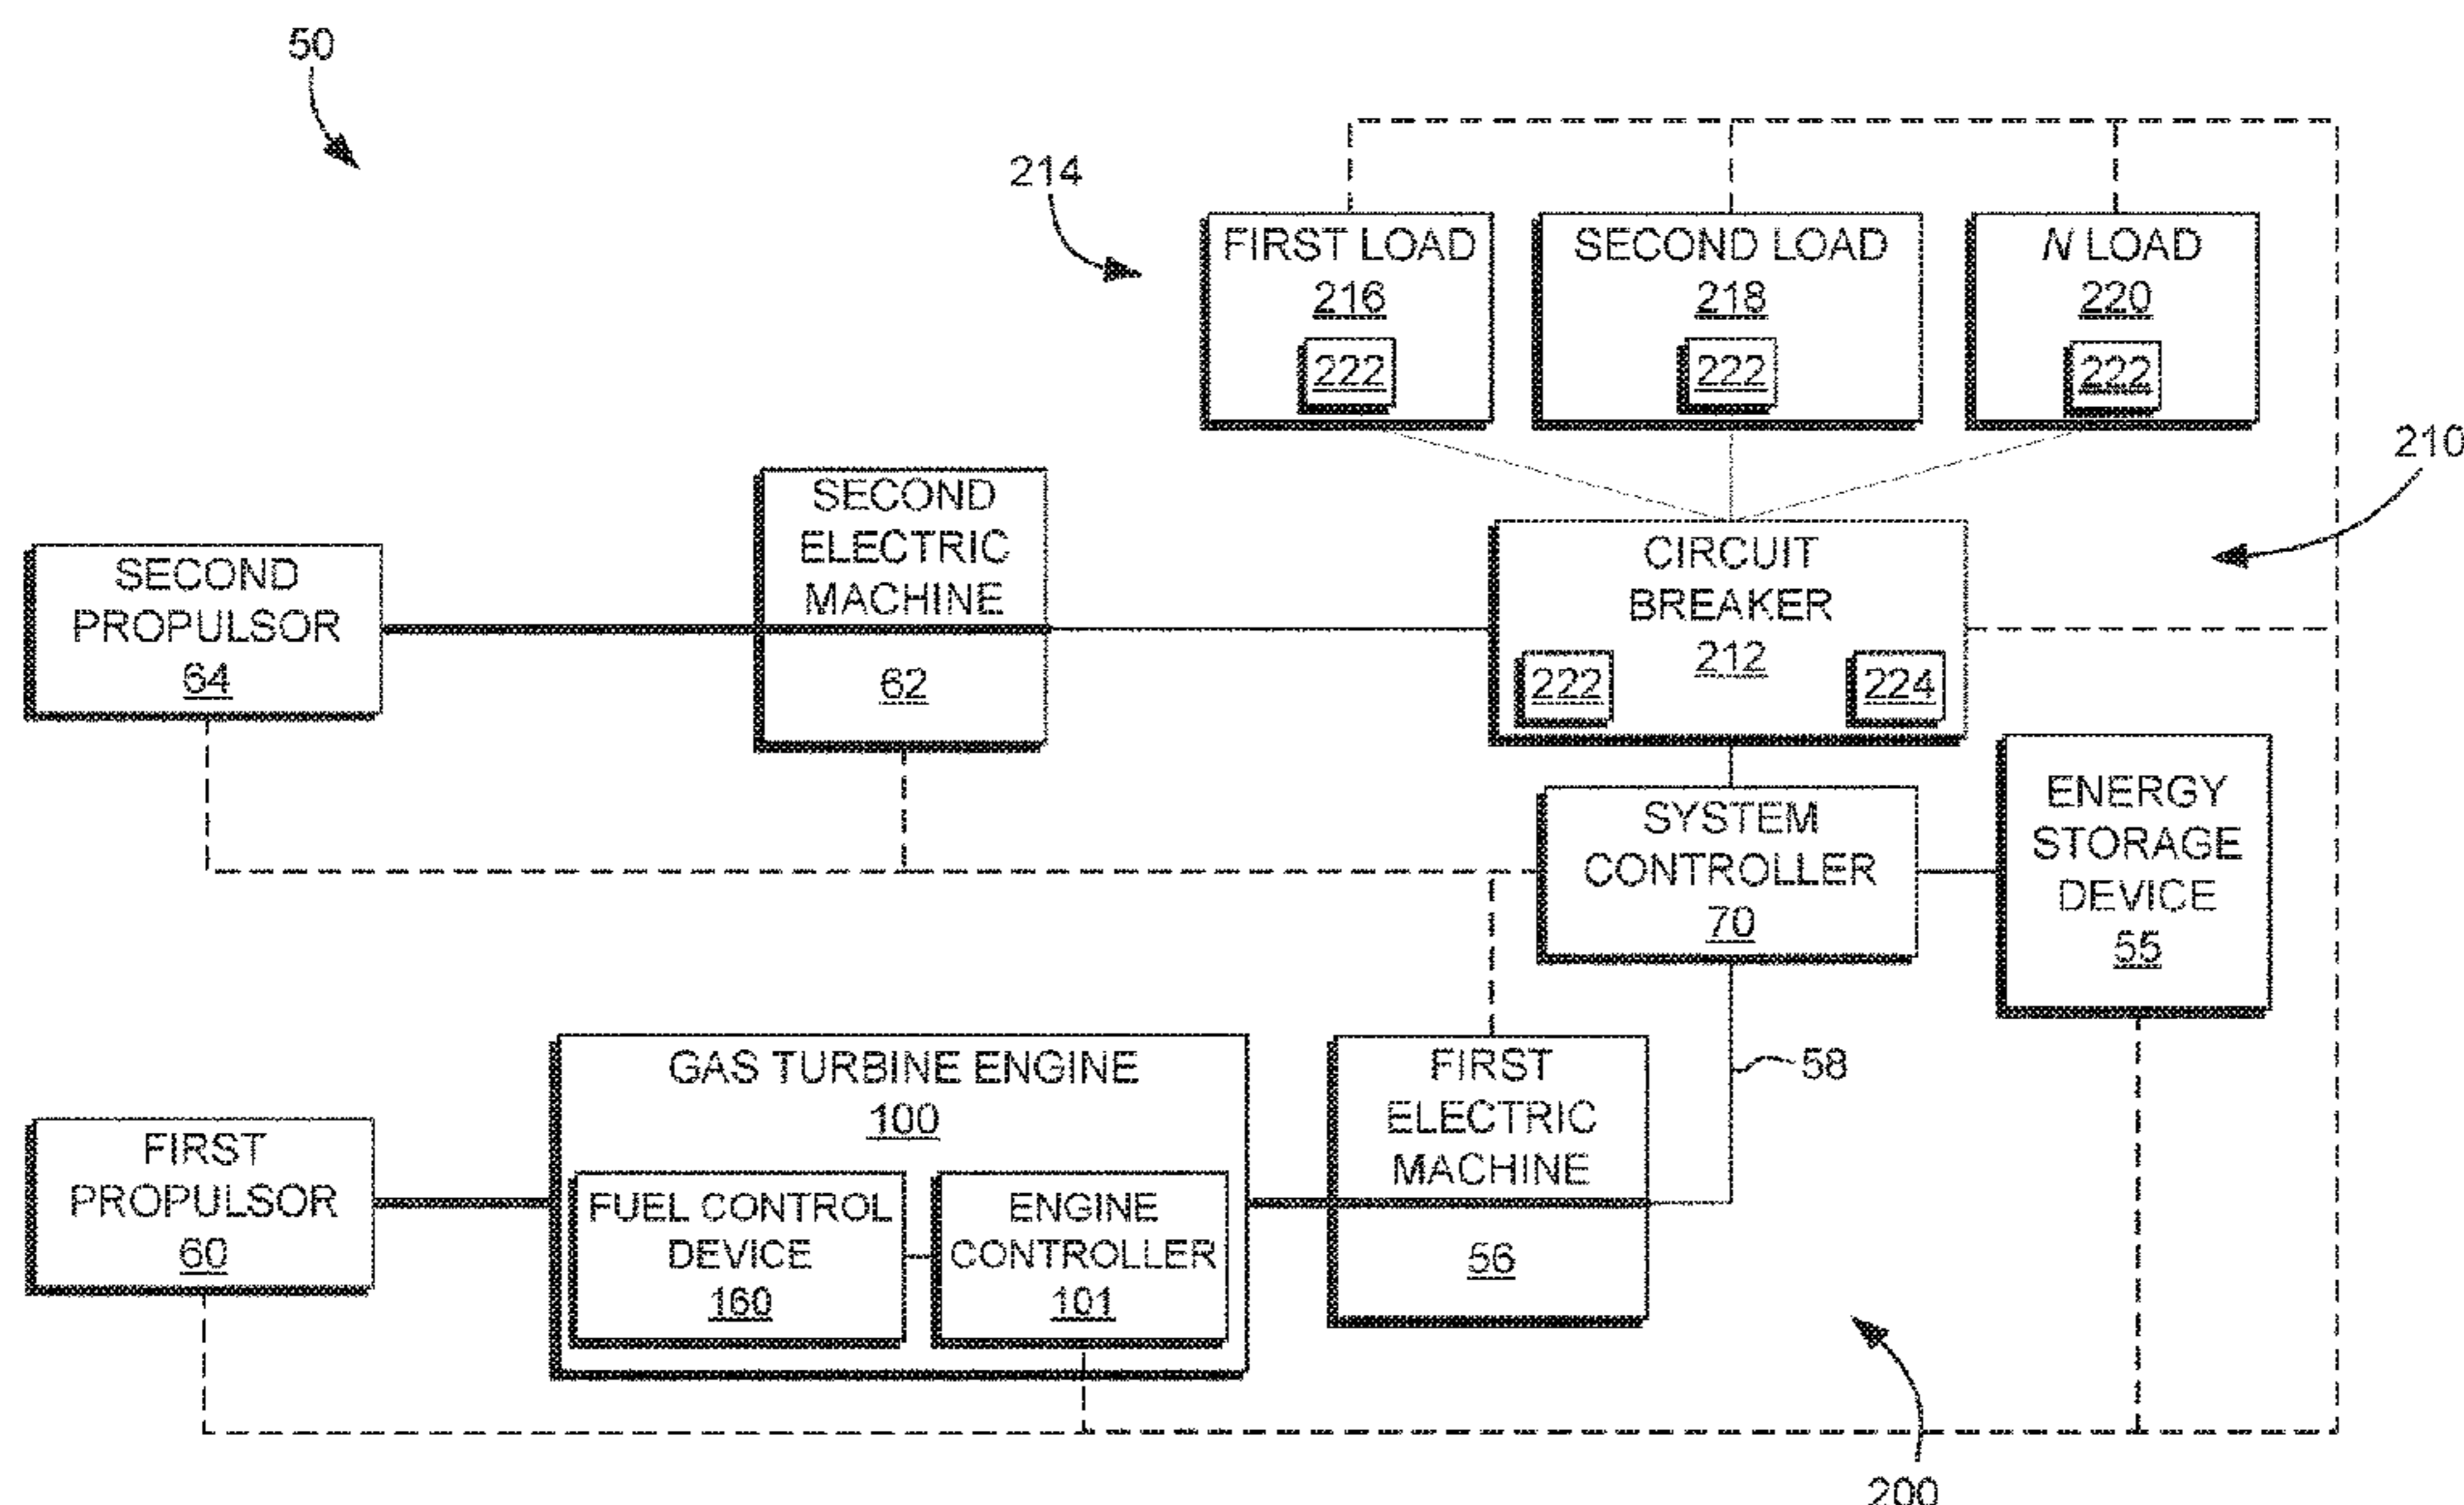 50
214
FIRST LOAD
216
222
SECOND LOAD
218
222
N LOAD
220
222
210
SECOND
PROPULSOR
64
SECOND
ELECTRIC
MACHINE
62
CIRCUIT
BREAKER
212
222
224
SYSTEM
CONTROLLER
70
ENERGY
STORAGE
DEVICE
55
58
FIRST
PROPULSOR
60
GAS TURBINE ENGINE
100
FUEL CONTROL
DEVICE
160
ENGINE
CONTROLLER
101
FIRST
ELECTRIC
MACHINE
56
200